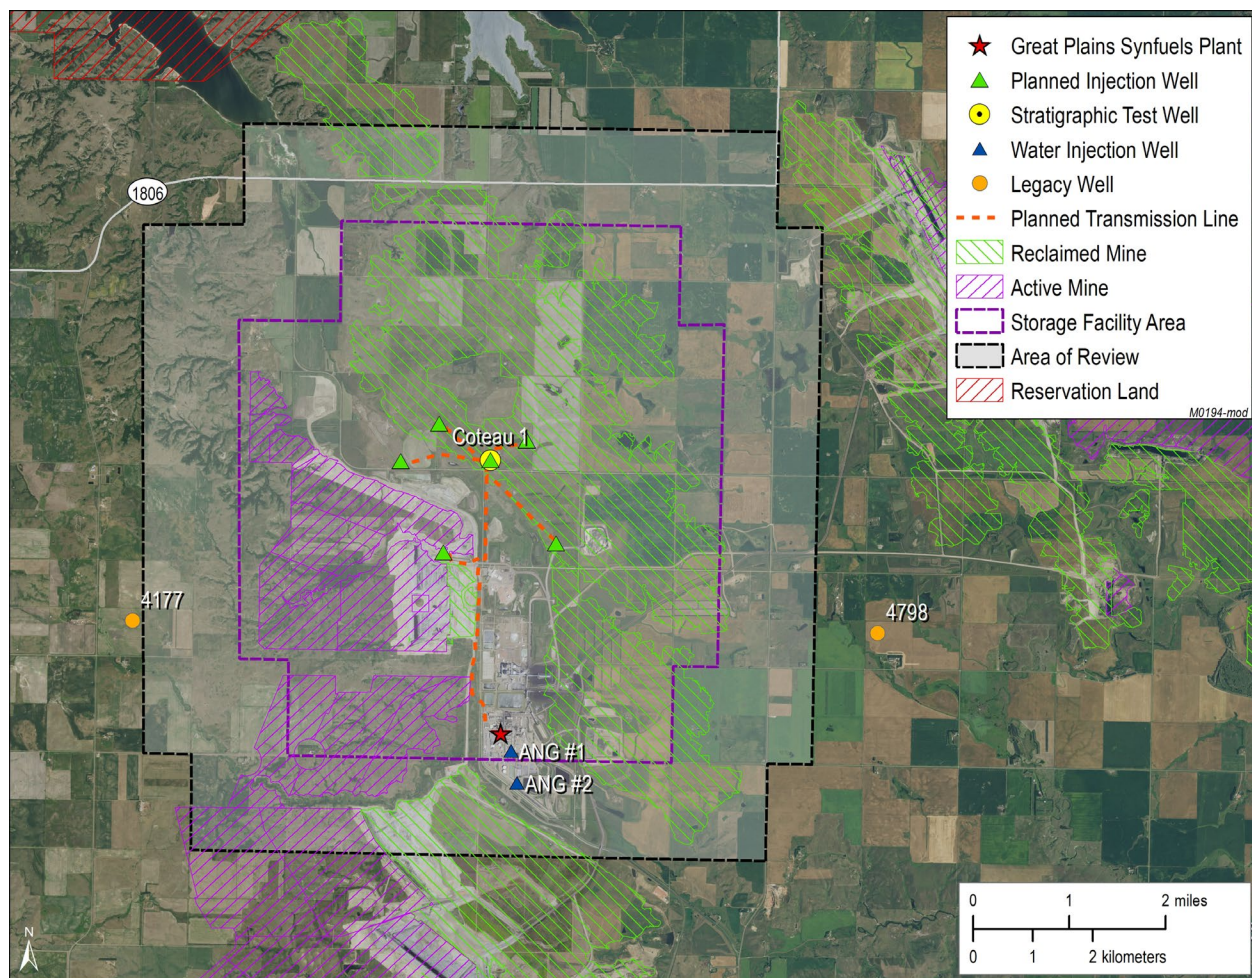 Great Plains Synfuels Plant
Planned Injection Well
Stratigraphic Test Well
Water Injection Well
Legacy Well
Planned Transmission Line
Reclaimed Mine
Active Mine
Storage Facility Area
Area of Review
Reservation Land
M0194-mod
1806
Coteau 1
4177
4798
ANG #1
ANG #2
N
0 1 2 miles
0 1 2 kilometers